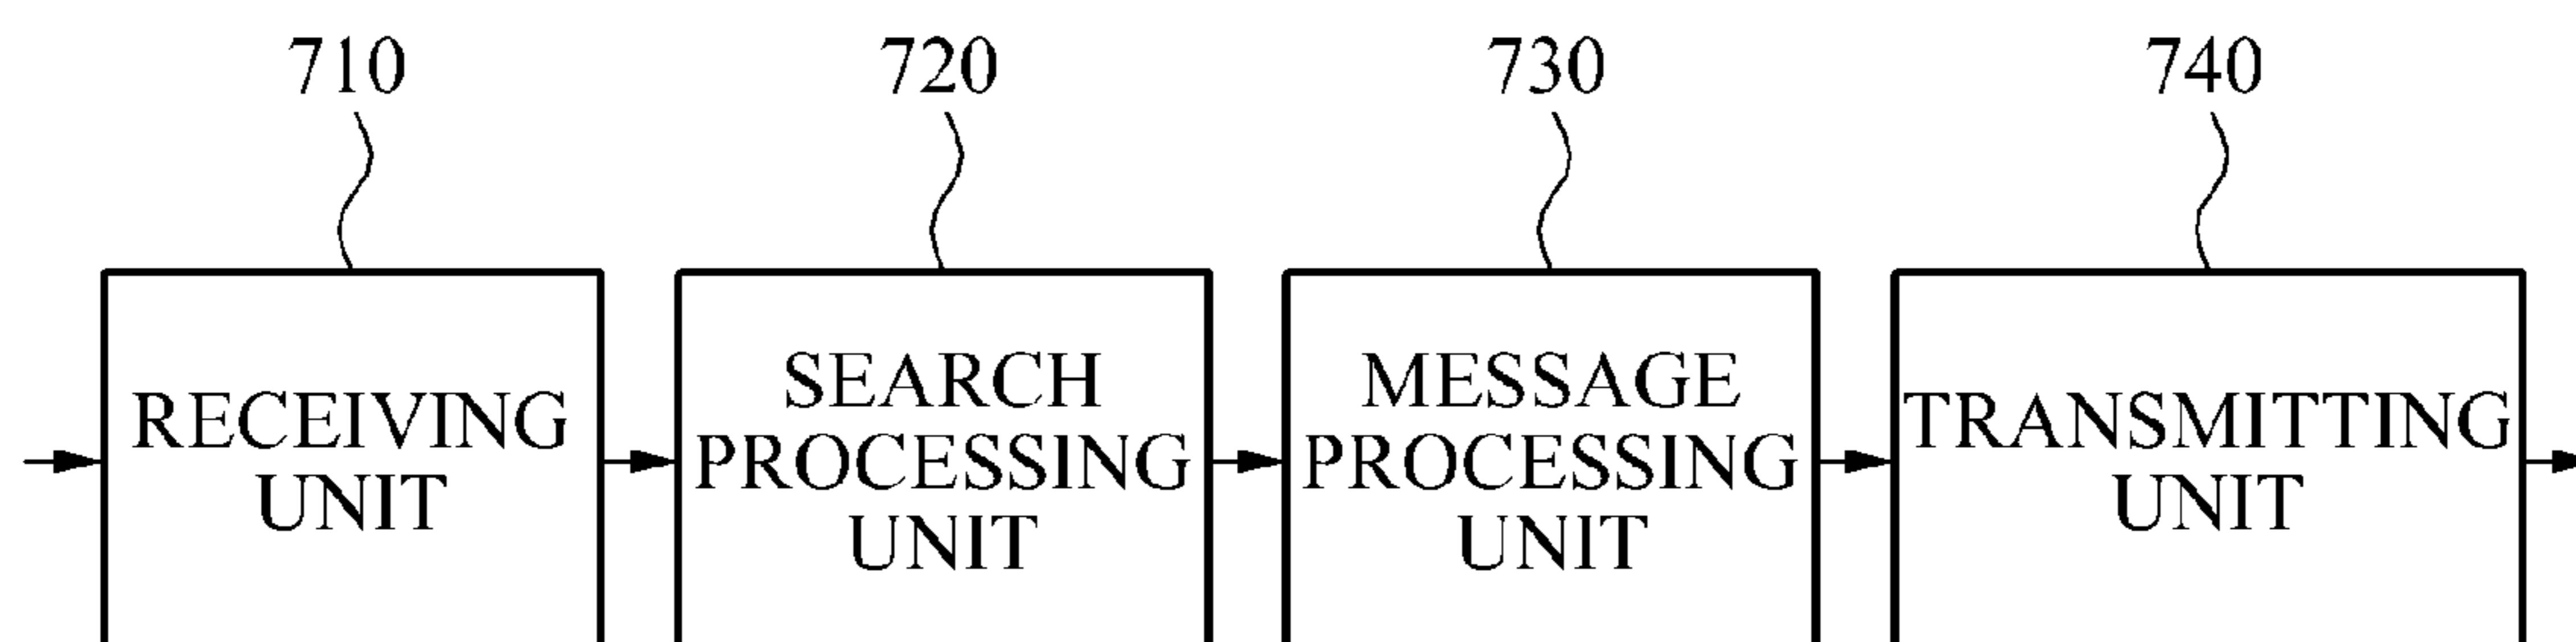 710
720
730
740
RECEIVING
UNIT
SEARCH
PROCESSING
UNIT
MESSAGE
PROCESSING
UNIT
TRANSMITTING
UNIT